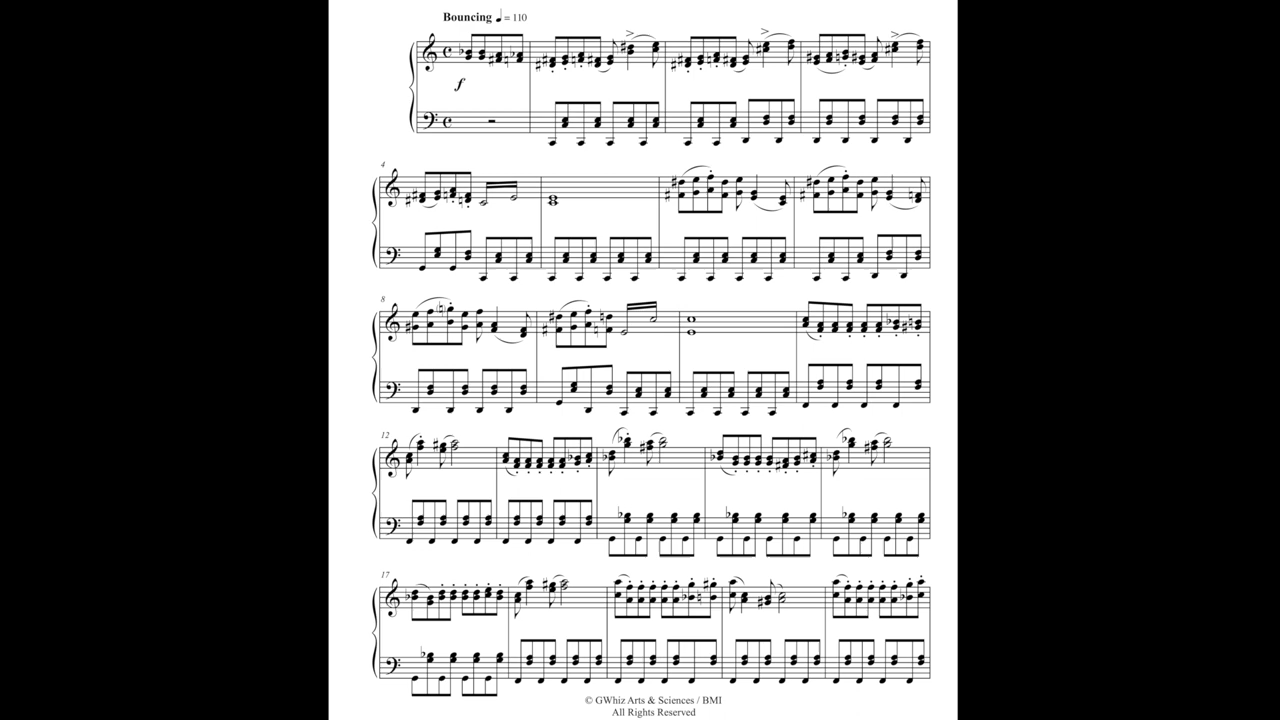 Bouncing ♩ = 110
f
4
8
12
17
© GWhiz Arts & Sciences / BMI
All Rights Reserved